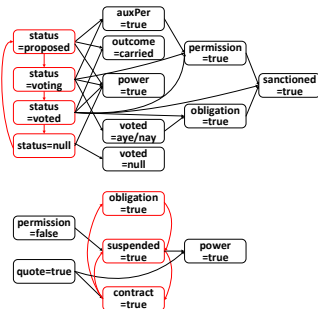 auxPer
=true
status
=proposed
outcome
=carried
permission
=true
status
=voting
power
=true
sanctioned
=true
status
=voted
obligation
=true
voted
=aye/nay
status=null
voted
=null
obligation
=true
permission
=false
suspended
=true
power
=true
quote=true
contract
=true